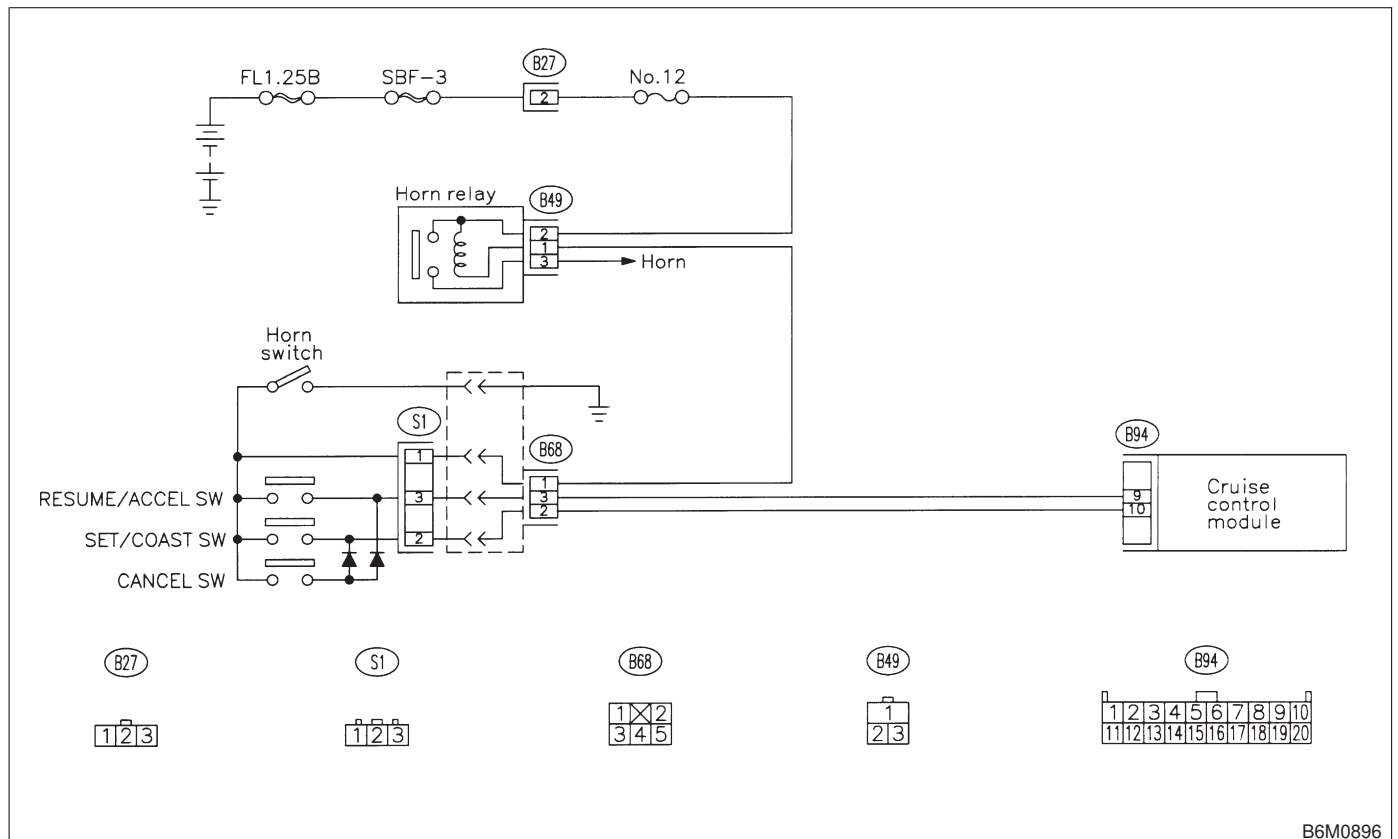 FL1.25B SBF-3 B27 No.12
2
Horn relay B49
2
1
3 Horn
Horn
switch
S1
B68 B94
1
1
RESUME/ACCEL SW 3 3 9 Cruise
2 10 control
SET/COAST SW 2 module
CANCEL SW
B27 S1 B68 B49 B94
1 2 3
1 2 3
1 2
3 4 5
1
2 3
1 2 3 4 5 6 7 8 9 10
11 12 13 14 15 16 17 18 19 20
B6M0896